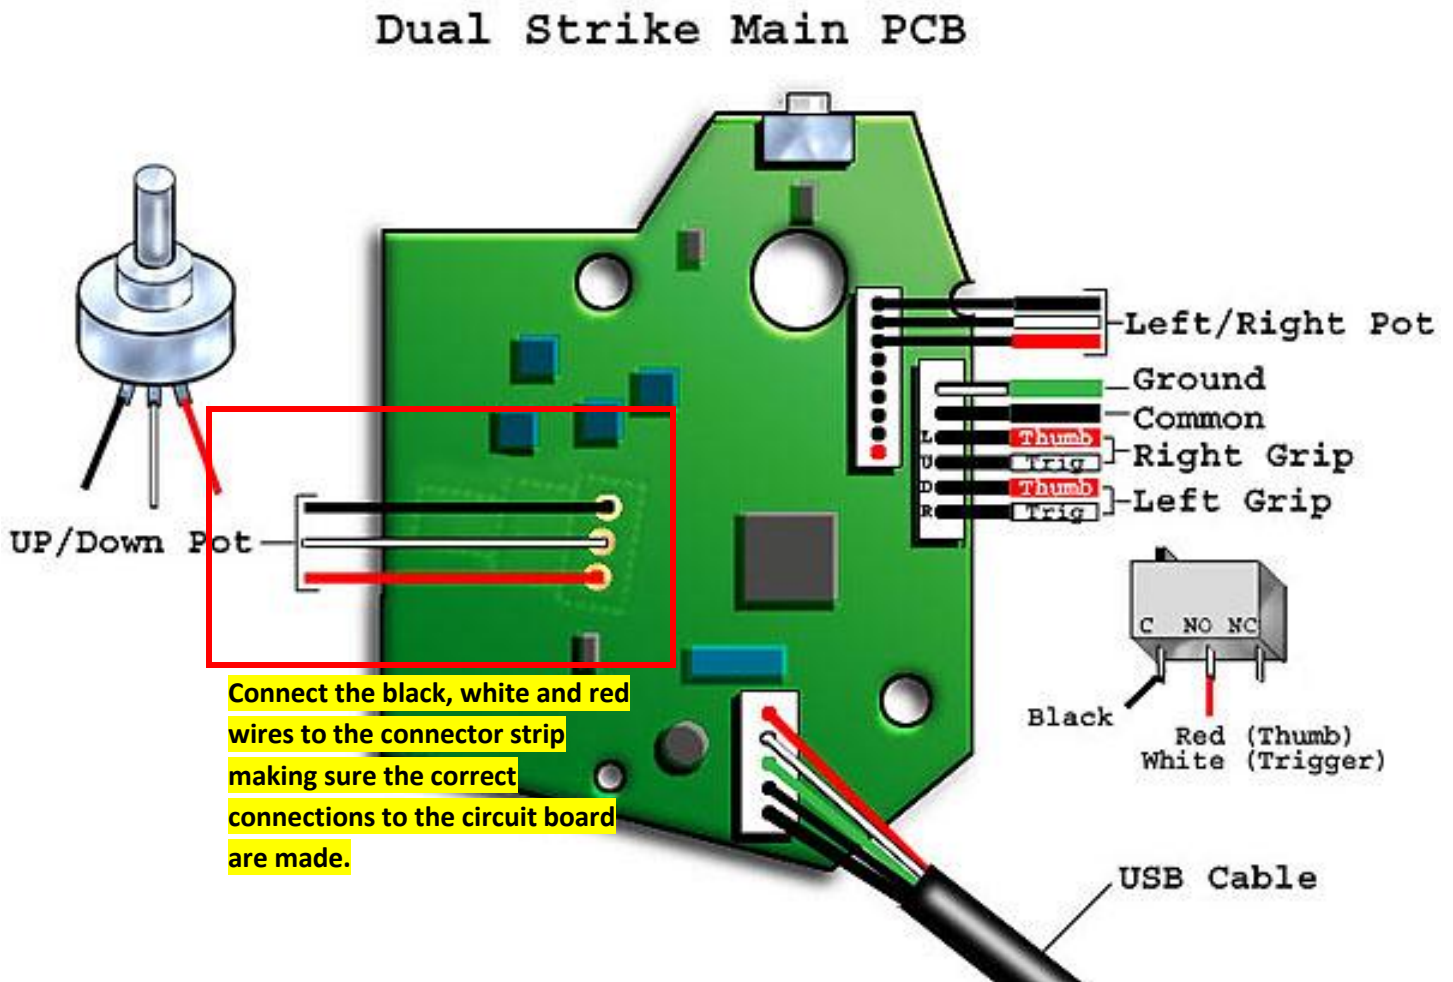 Dual Strike Main PCB
Left/Right Pot
Ground
Common
L Thumb
U Trig
Right Grip
D Thumb
R Trig
Left Grip
UP/Down Pot
C NO NC
Black
Red (Thumb)
White (Trigger)
Connect the black, white and red
wires to the connector strip
making sure the correct
connections to the circuit board
are made.
USB Cable